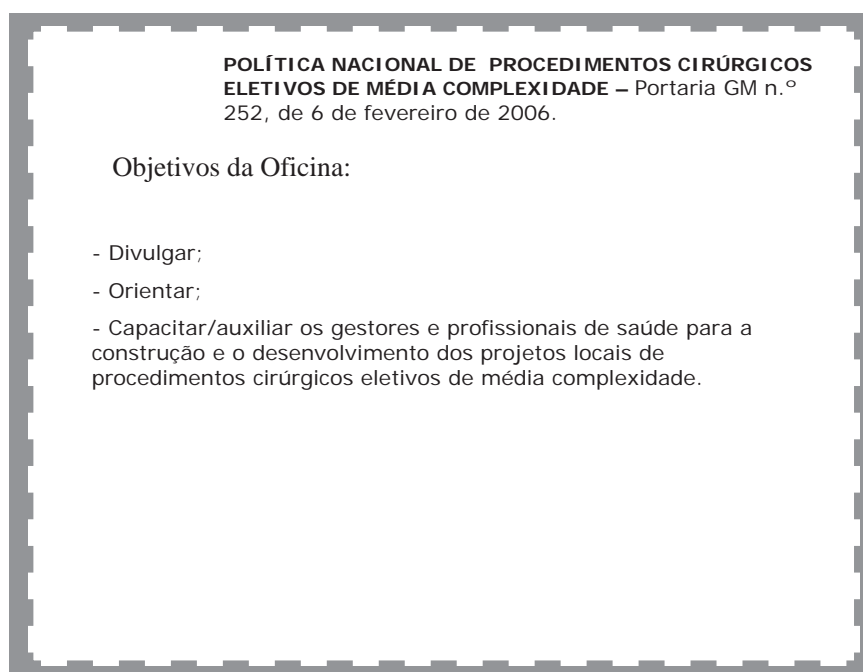 POLÍTICA NACIONAL DE PROCEDIMENTOS CIRÚRGICOS
ELETIVOS DE MÉDIA COMPLEXIDADE – Portaria GM n.º
252, de 6 de fevereiro de 2006.
Objetivos da Oficina:
- Divulgar;
- Orientar;
- Capacitar/auxiliar os gestores e profissionais de saúde para a
construção e o desenvolvimento dos projetos locais de
procedimentos cirúrgicos eletivos de média complexidade.